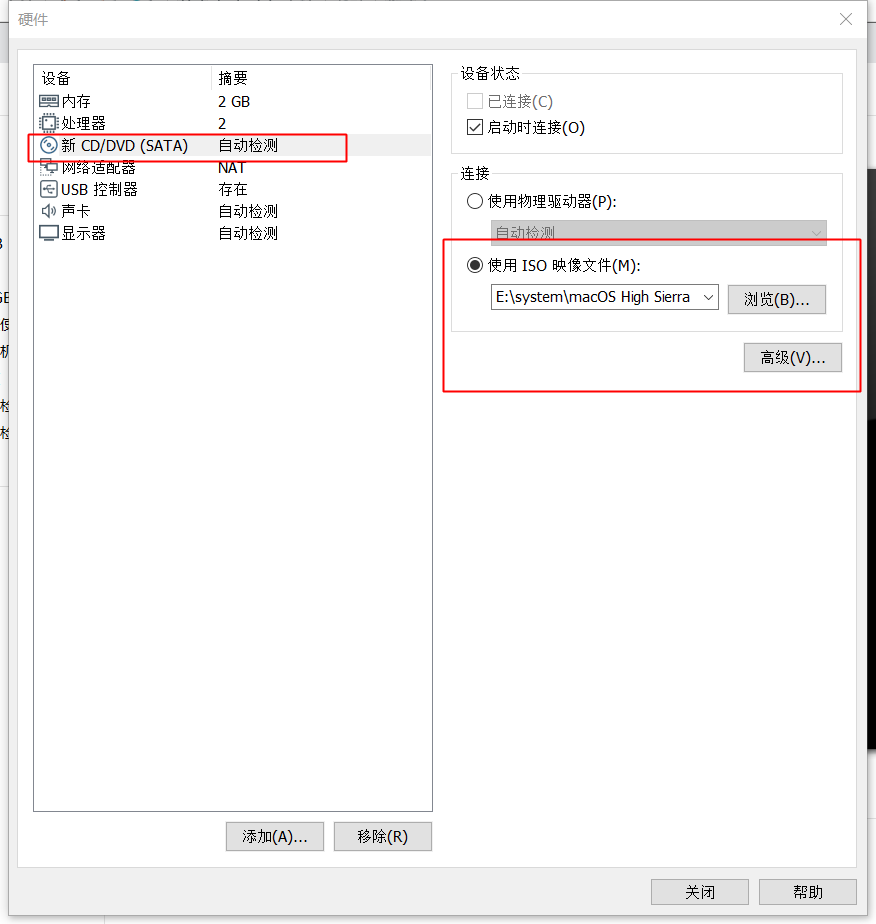 硬件
设备 摘要
内存 2 GB
处理器 2
新 CD/DVD (SATA) 自动检测
网络适配器 NAT
USB 控制器 存在
声卡 自动检测
显示器 自动检测
添加(A)...
移除(R)
设备状态
已连接(C)
启动时连接(O)
连接
使用物理驱动器(P):
自动检测
使用 ISO 映像文件(M):
E:\system\macOS High Sierra
浏览(B)...
高级(V)...
关闭
帮助